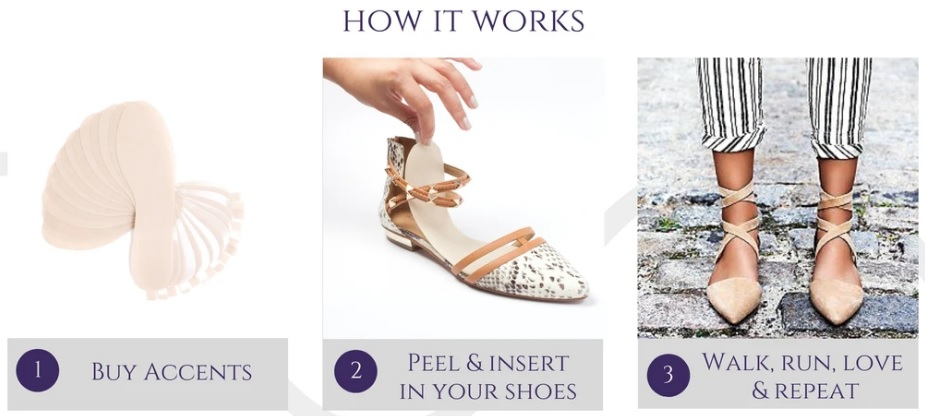 HOW IT WORKS
1
BUY ACCENTS
2
PEEL & INSERT
IN YOUR SHOES
3
WALK, RUN, LOVE
& REPEAT